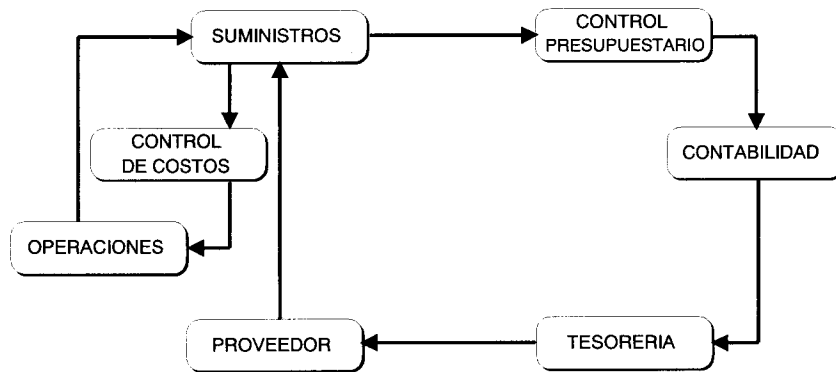 SUMINISTROS
CONTROL
PRESUPUESTARIO
CONTROL
DE COSTOS
CONTABILIDAD
OPERACIONES
PROVEEDOR
TESORERIA